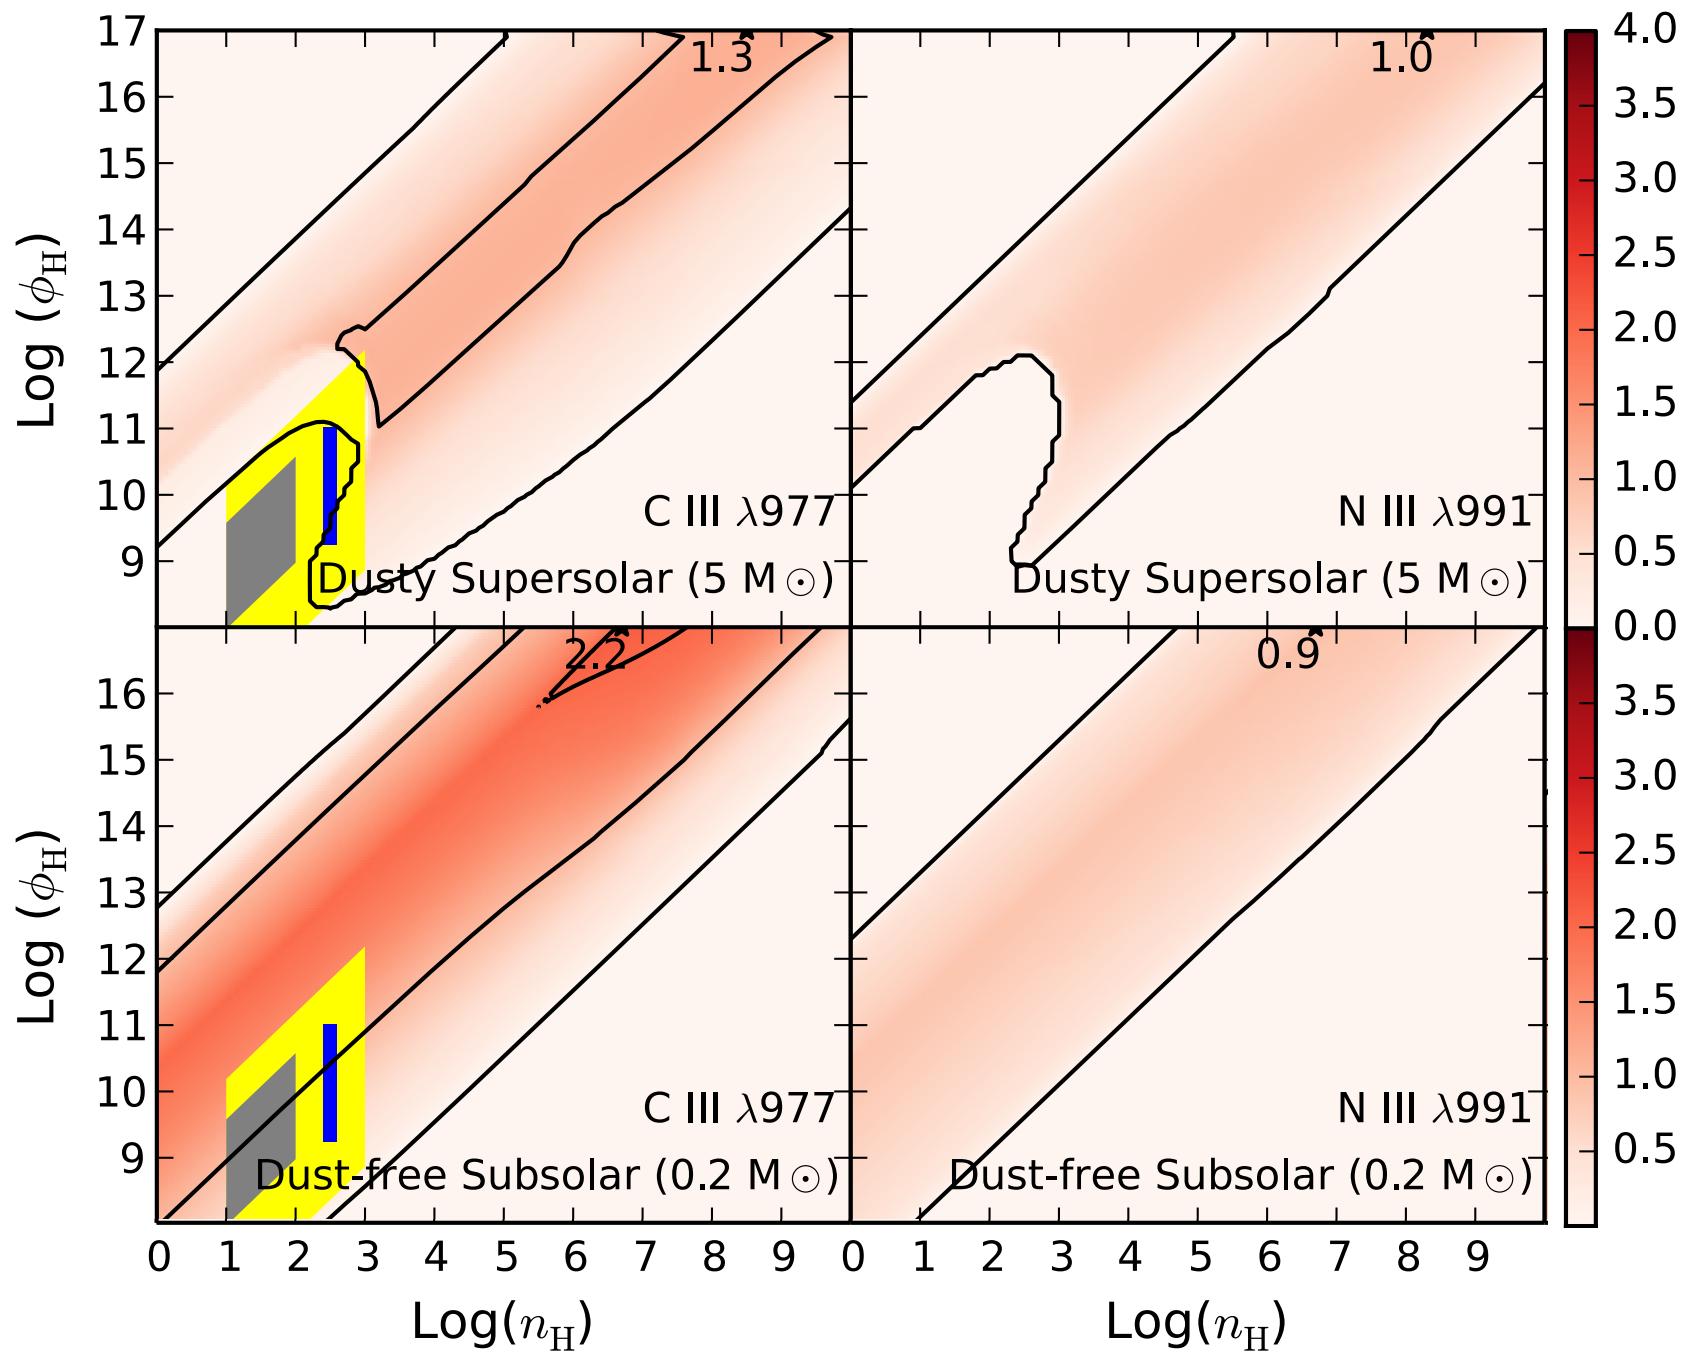 17
16
15
14
13
12
11
10
9
Log (ϕH)
1.3
C III λ977
Dusty Supersolar (5 M⊙)
1.0
N III λ991
Dusty Supersolar (5 M⊙)
4.0
3.5
3.0
2.5
2.0
1.5
1.0
0.5
0.0
16
15
14
13
12
11
10
9
Log (ϕH)
2.2
C III λ977
Dust-free Subsolar (0.2 M⊙)
0.9
N III λ991
Dust-free Subsolar (0.2 M⊙)
3.5
3.0
2.5
2.0
1.5
1.0
0.5
0 1 2 3 4 5 6 7 8 9
0 1 2 3 4 5 6 7 8 9
Log(nH)
Log(nH)